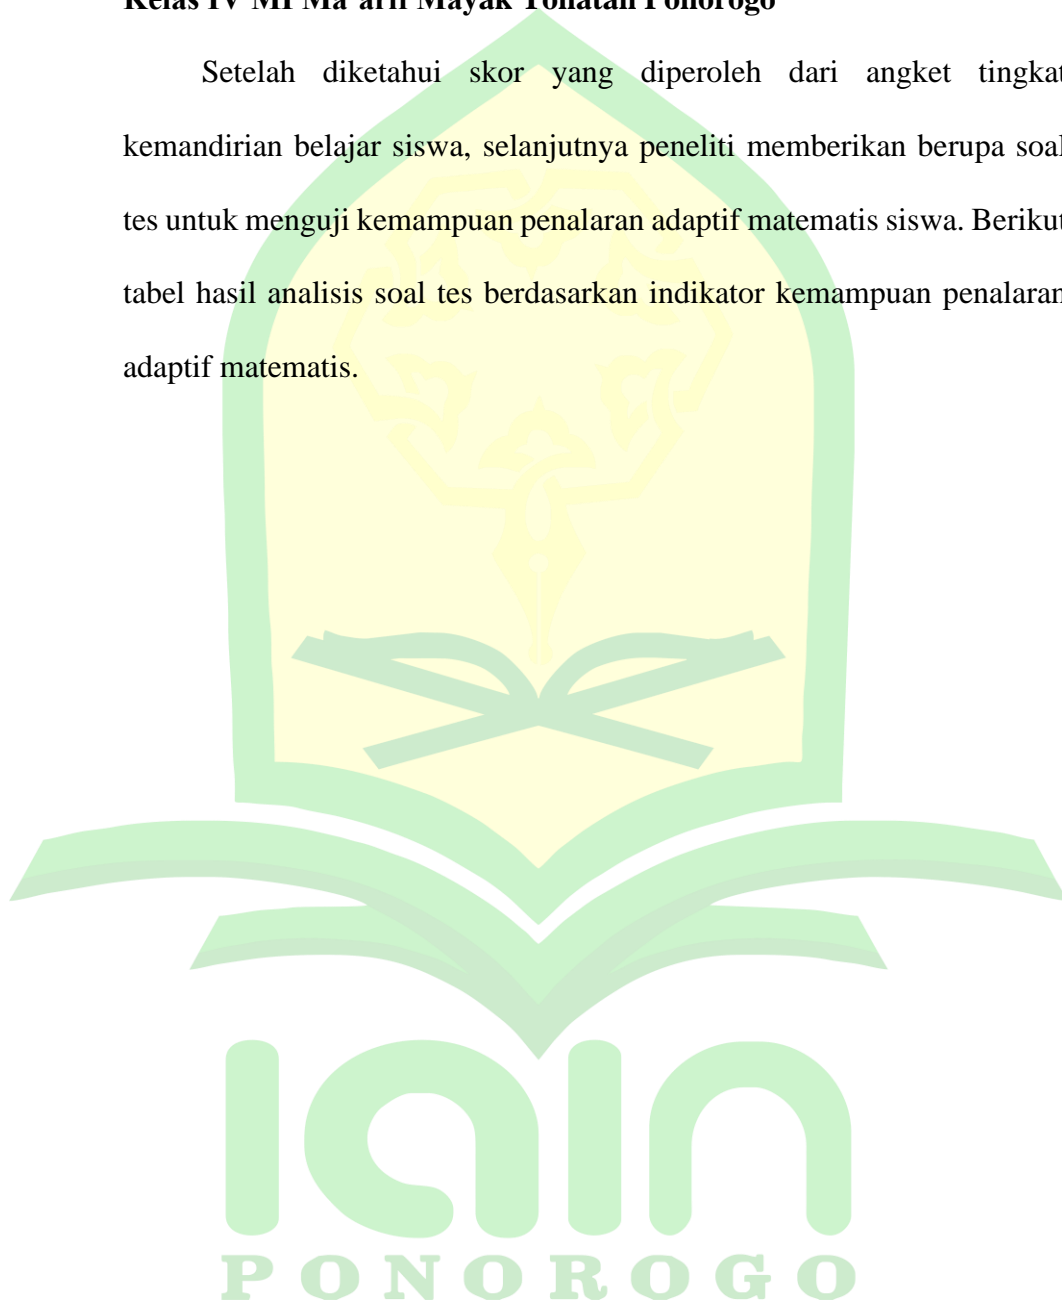 Kelas IV MI Ma'arif Mayak Tonatan Ponorogo
Setelah diketahui skor yang diperoleh dari angket tingkat
kemandirian belajar siswa, selanjutnya peneliti memberikan berupa soal
tes untuk menguji kemampuan penalaran adaptif matematis siswa. Berikut
tabel hasil analisis soal tes berdasarkan indikator kemampuan penalaran
adaptif matematis.
iain
PONOROGO